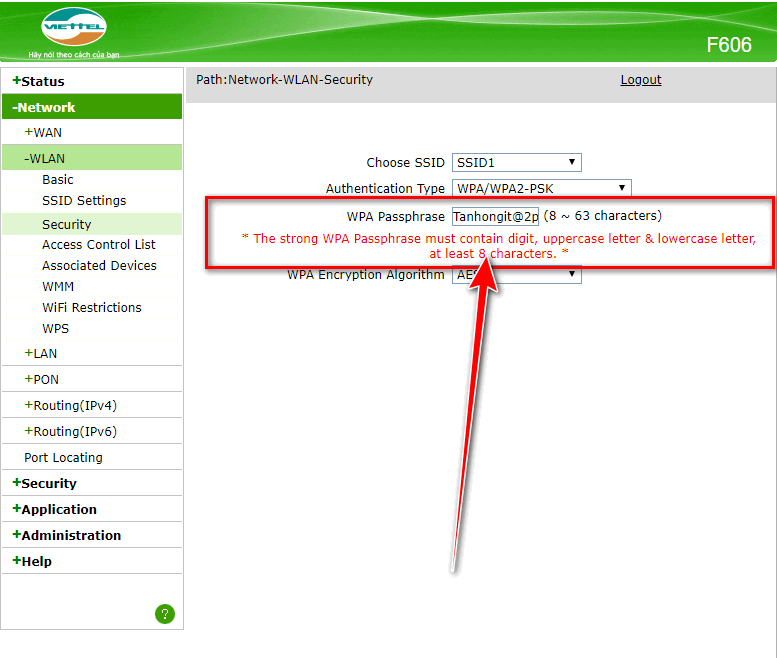 VIETTEL
Hãy nói theo cách của bạn
F606
+Status
-Network
+WAN
-WLAN
Basic
SSID Settings
Security
Access Control List
Associated Devices
WMM
WiFi Restrictions
WPS
+LAN
+PON
+Routing(IPv4)
+Routing(IPv6)
Port Locating
+Security
+Application
+Administration
+Help
?
Path:Network-WLAN-Security Logout
Choose SSID SSID1
Authentication Type WPA/WPA2-PSK
WPA Passphrase Tanhongit@2p (8 ~ 63 characters)
* The strong WPA Passphrase must contain digit, uppercase letter & lowercase letter,
at least 8 characters. *
WPA Encryption Algorithm AES